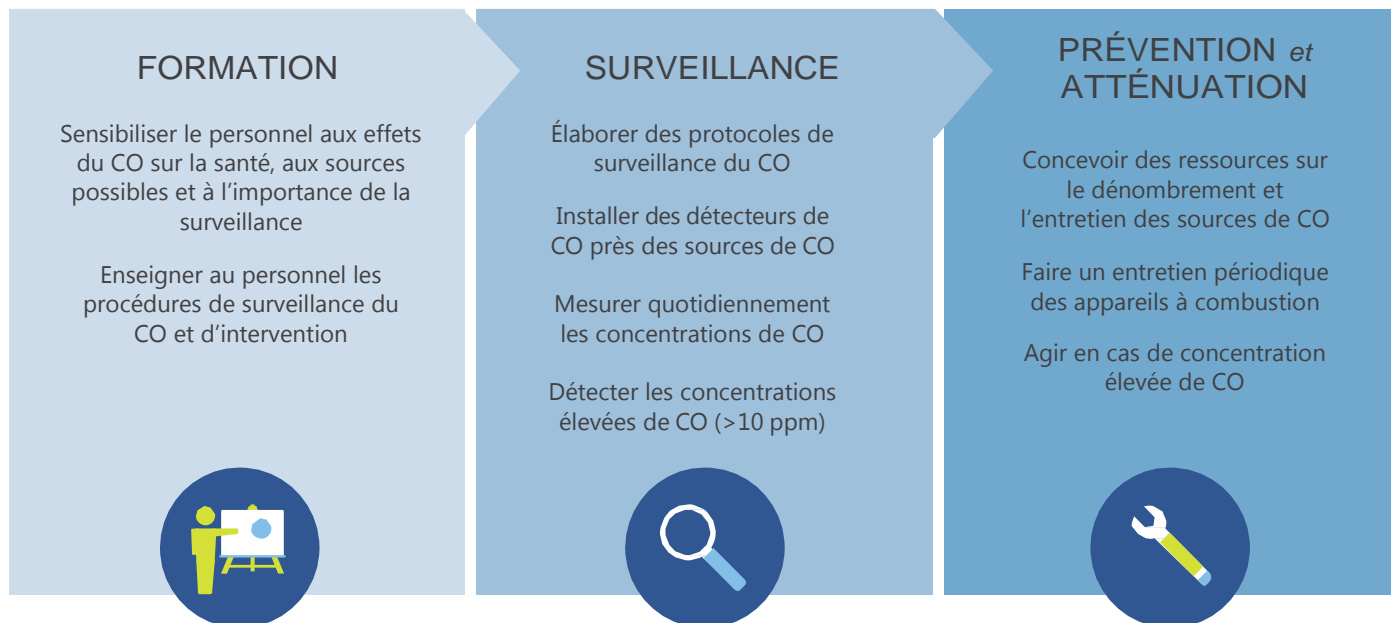 FORMATION
Sensibiliser le personnel aux effets
du CO sur la santé, aux sources
possibles et à l’importance de la
surveillance
Enseigner au personnel les
procédures de surveillance du
CO et d’intervention
SURVEILLANCE
Élaborer des protocoles de
surveillance du CO
Installer des détecteurs de
CO près des sources de CO
Mesurer quotidiennement
les concentrations de CO
Détecter les concentrations
élevées de CO (>10 ppm)
PRÉVENTION et
ATTÉNUATION
Concevoir des ressources sur
le dénombrement et
l’entretien des sources de CO
Faire un entretien périodique
des appareils à combustion
Agir en cas de concentration
élevée de CO